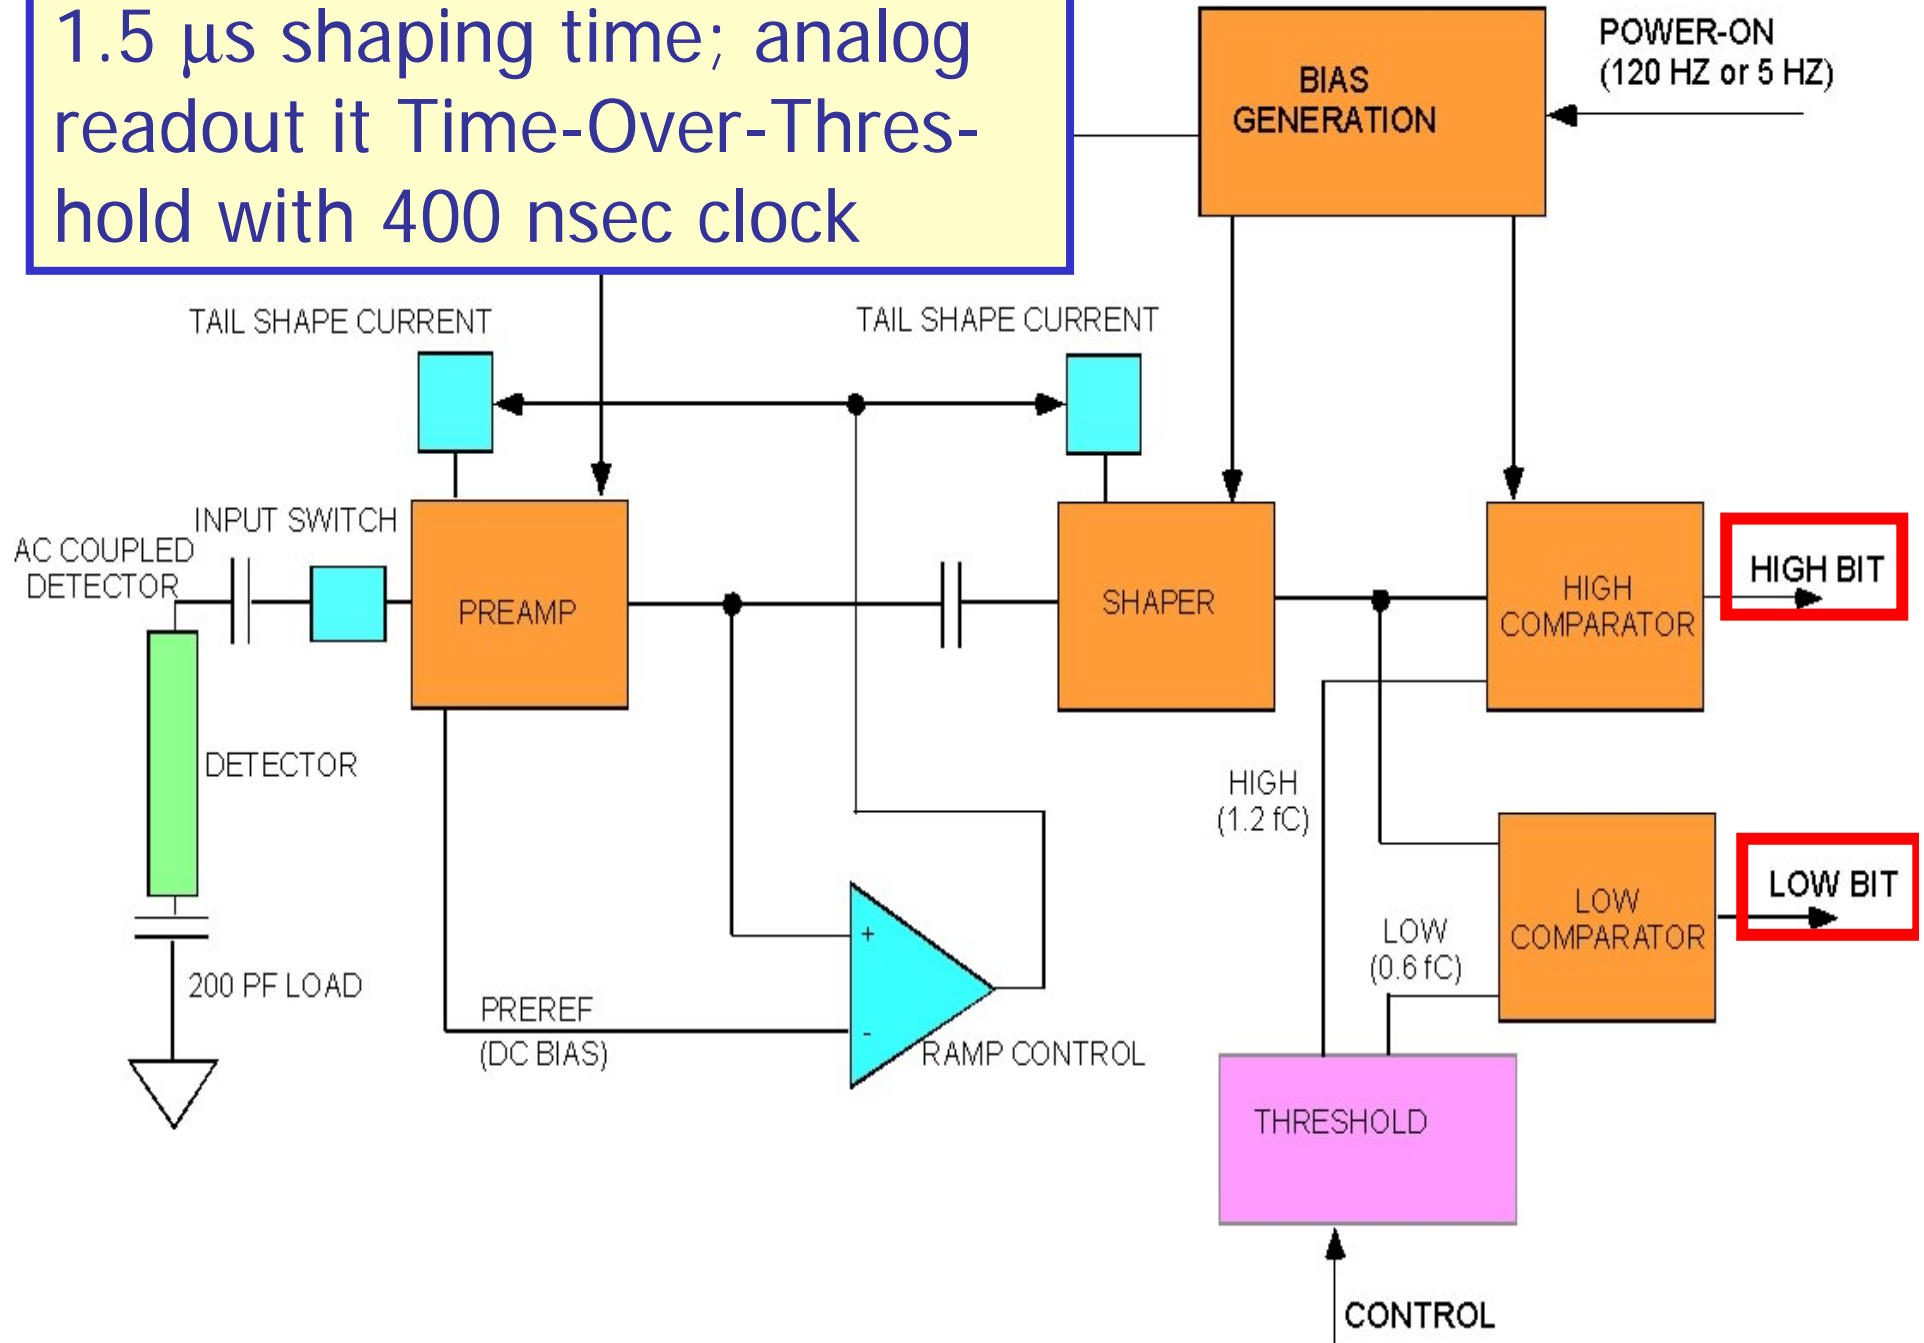 1.5 μs shaping time; analog
readout it Time-Over-Thres-
hold with 400 nsec clock
POWER-ON
(120 HZ or 5 HZ)
BIAS
GENERATION
TAIL SHAPE CURRENT
TAIL SHAPE CURRENT
INPUT SWITCH
AC COUPLED
DETECTOR
PREAMP
SHAPER
HIGH
COMPARATOR
HIGH BIT
DETECTOR
HIGH
(1.2 fC)
LOW
COMPARATOR
LOW BIT
LOW
(0.6 fC)
+
-
200 PF LOAD
PREREF
(DC BIAS)
RAMP CONTROL
THRESHOLD
CONTROL